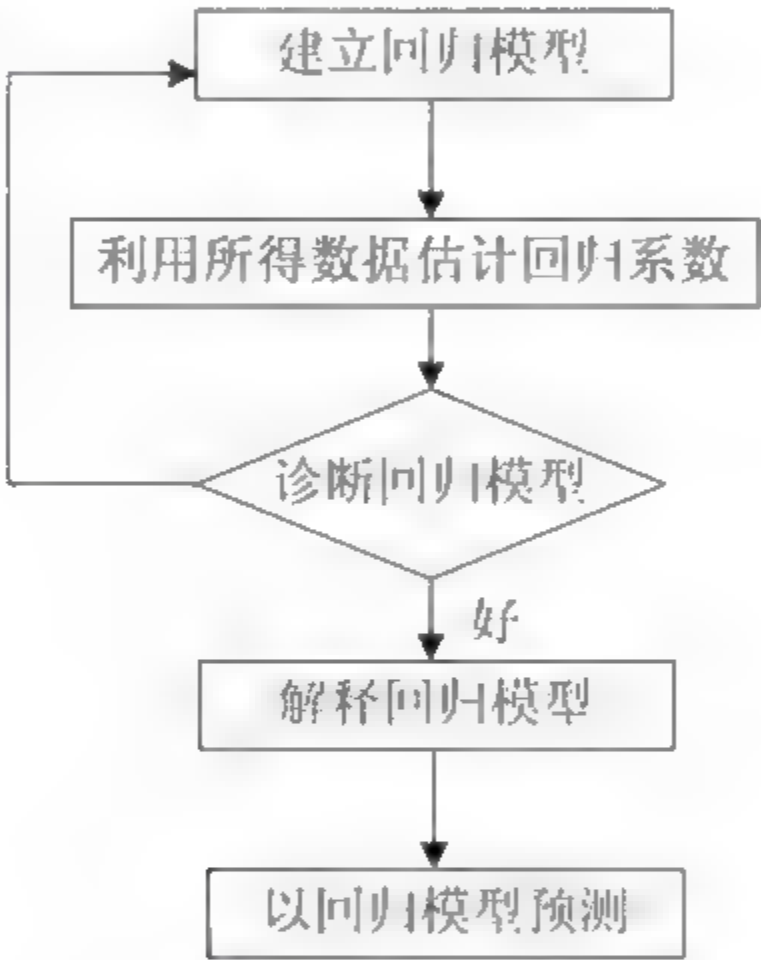 建立回归模型
利用所得数据估计回归系数
诊断回归模型
好
解释回归模型
以回归模型预测